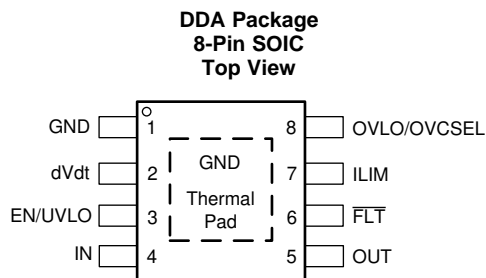 DDA Package
8-Pin SOIC
Top View
GND 1 8 OVLO/OVCSEL
GND
dVdt 2 7 ILIM
Thermal
Pad
EN/UVLO 3 6 F̅L̅T̅
IN 4 5 OUT